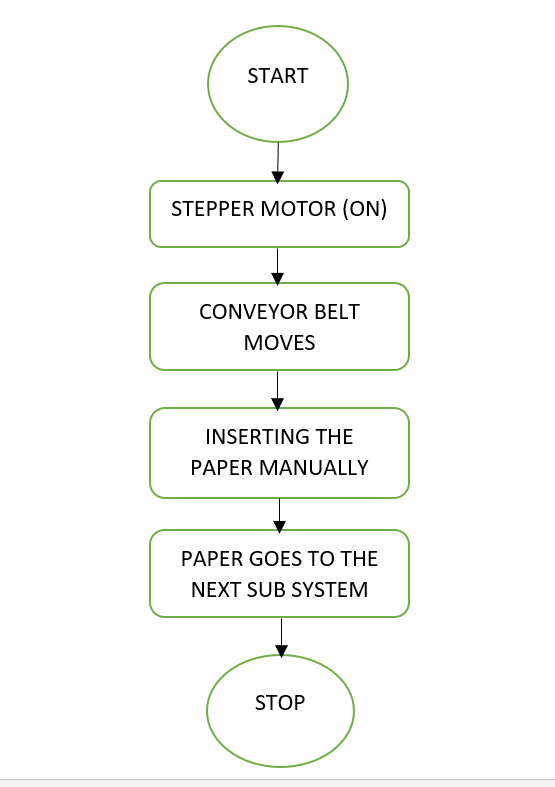 START
STEPPER MOTOR (ON)
CONVEYOR BELT
MOVES
INSERTING THE
PAPER MANUALLY
PAPER GOES TO THE
NEXT SUB SYSTEM
STOP